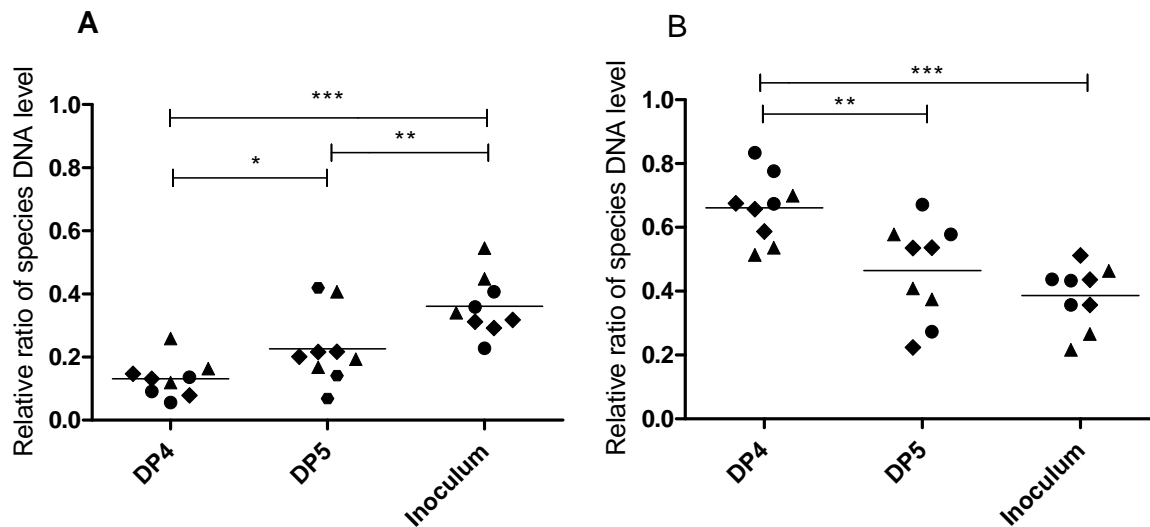 A
Relative ratio of species DNA level
***
**
*
1.0
0.8
0.6
0.4
0.2
0.0
DP4
DP5
Inoculum
B
Relative ratio of species DNA level
***
**
1.0
0.8
0.6
0.4
0.2
0.0
DP4
DP5
Inoculum